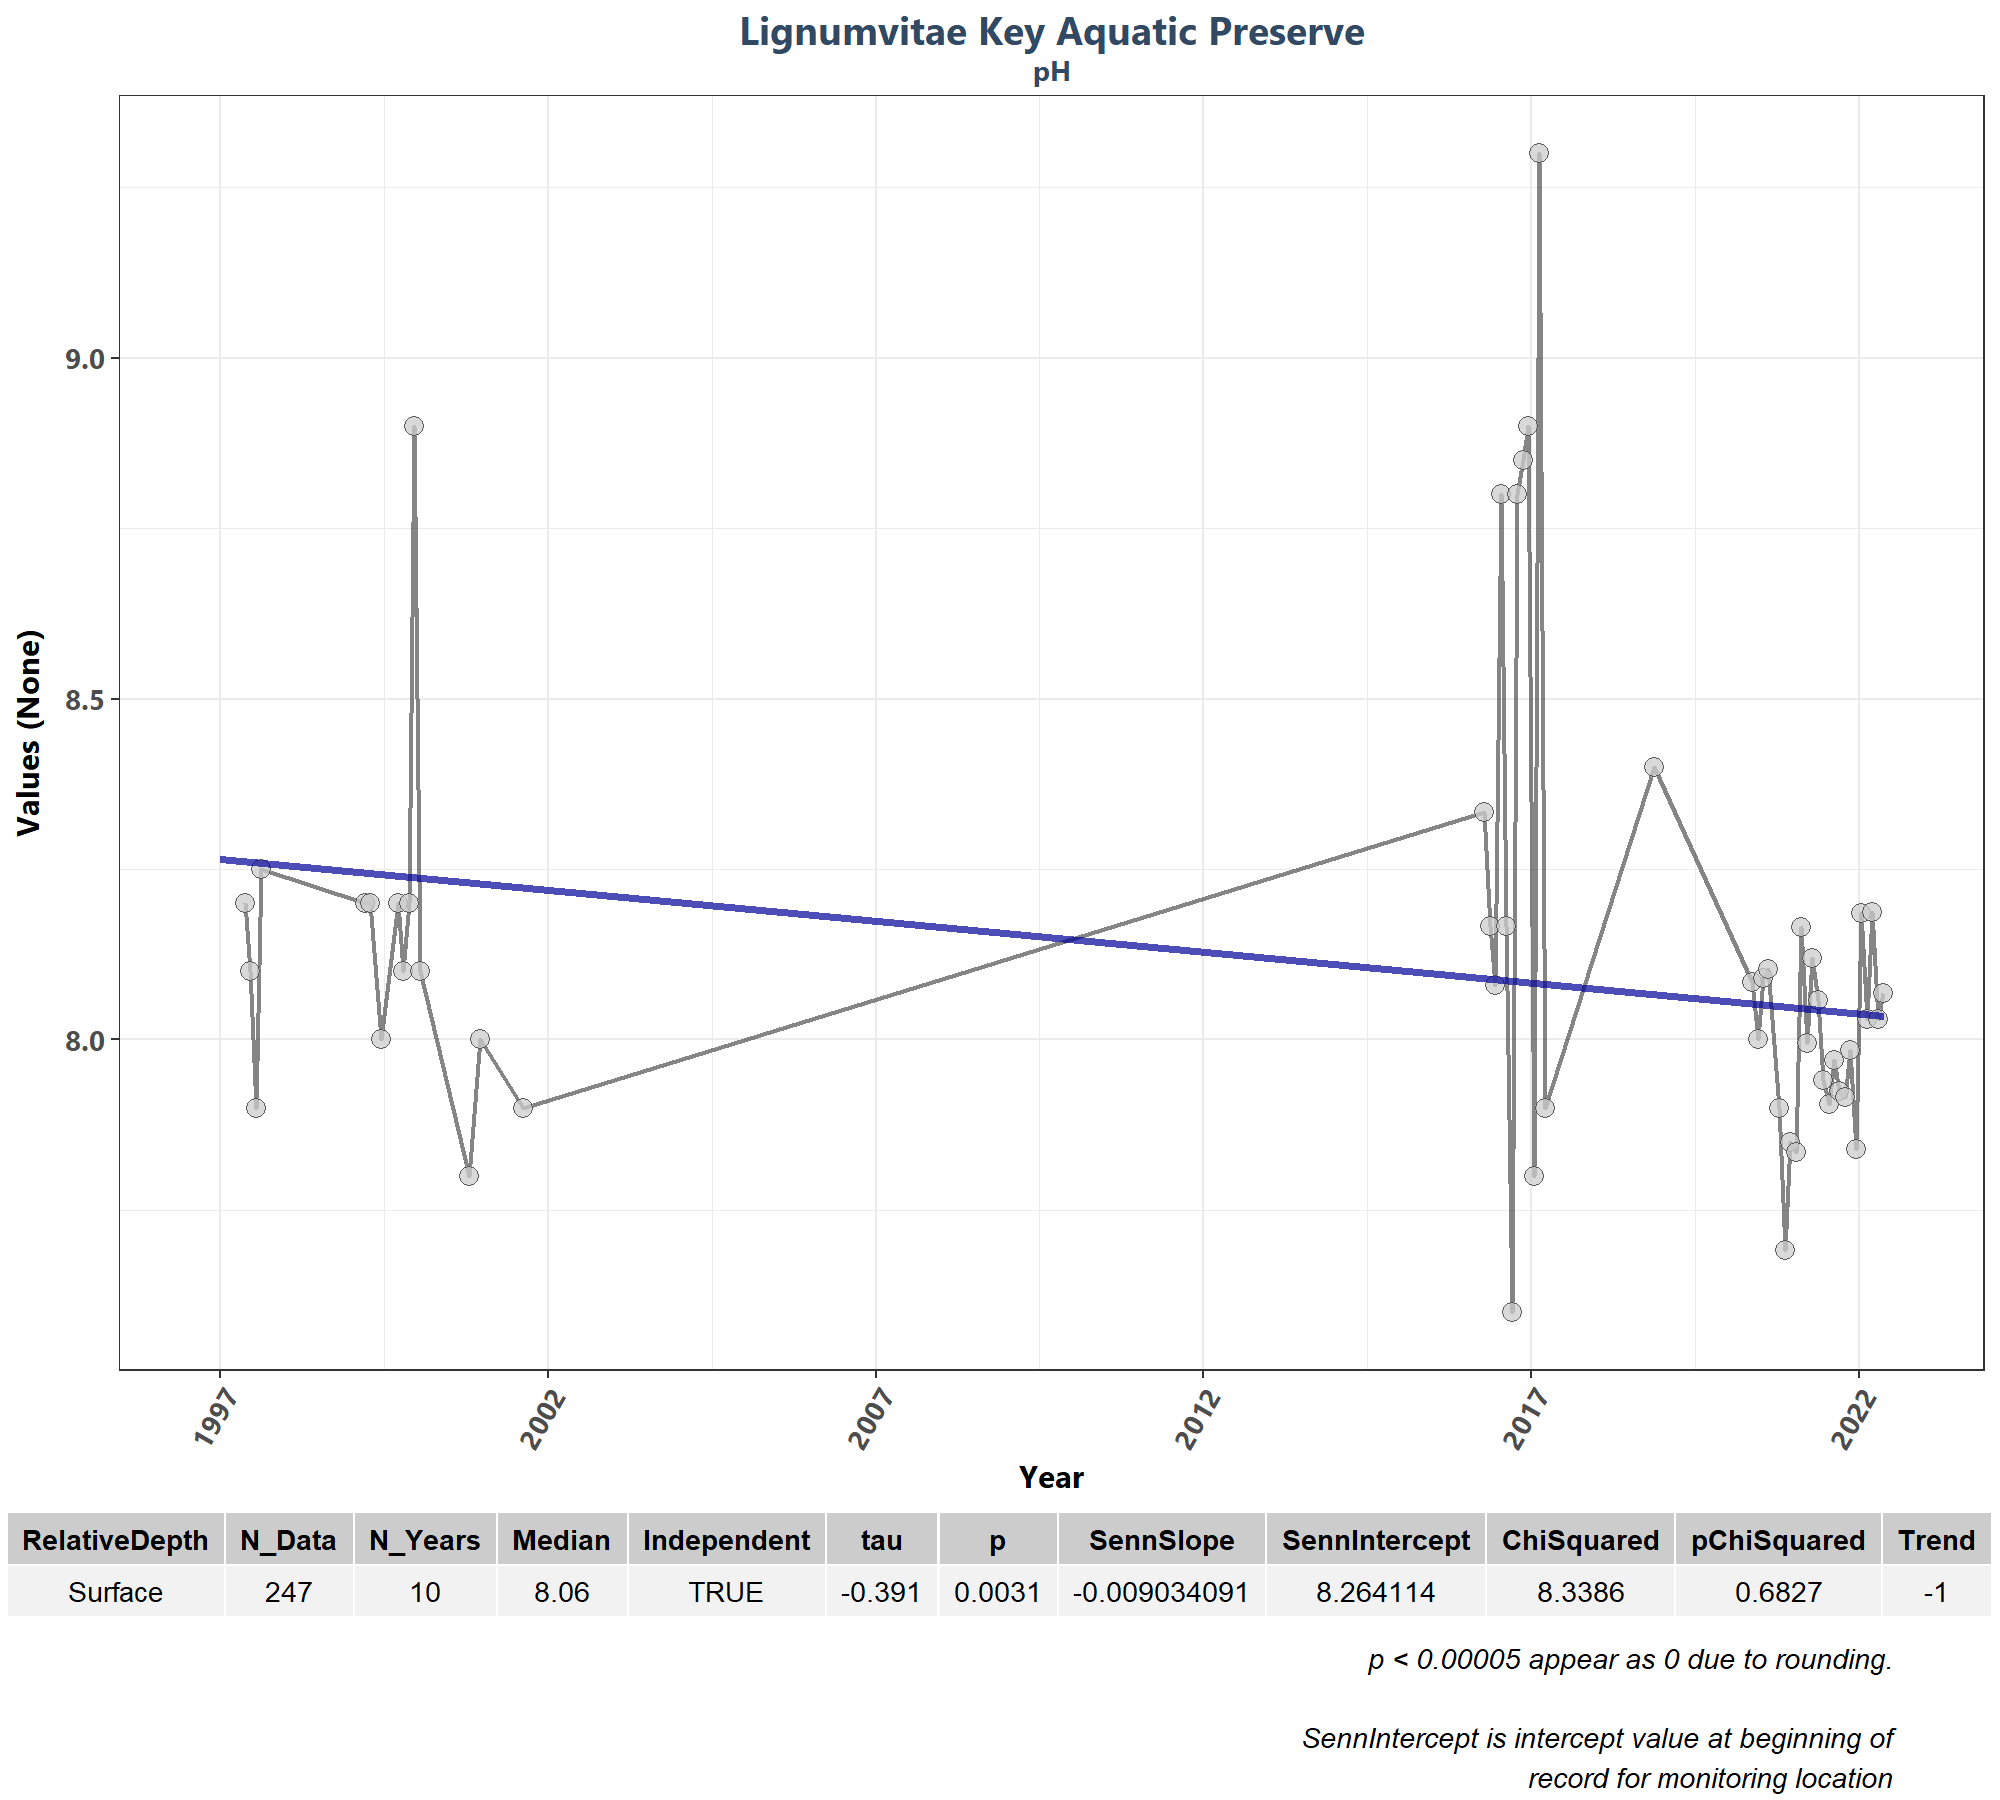 Lignumvitae Key Aquatic Preserve
pH
Values (None)
9.0
8.5
8.0
1997
2002
2007
2012
2017
2022
Year
RelativeDepth N_Data N_Years Median Independent tau p SennSlope SennIntercept ChiSquared pChiSquared Trend
Surface 247 10 8.06 TRUE -0.391 0.0031 -0.009034091 8.264114 8.3386 0.6827 -1
p < 0.00005 appear as 0 due to rounding.
SennIntercept is intercept value at beginning of
record for monitoring location